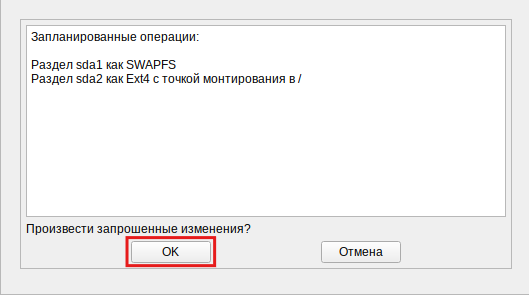 Запланированные операции:
Раздел sda1 как SWAPFS
Раздел sda2 как Ext4 с точкой монтирования в /
Произвести запрошенные изменения?
OK
Отмена